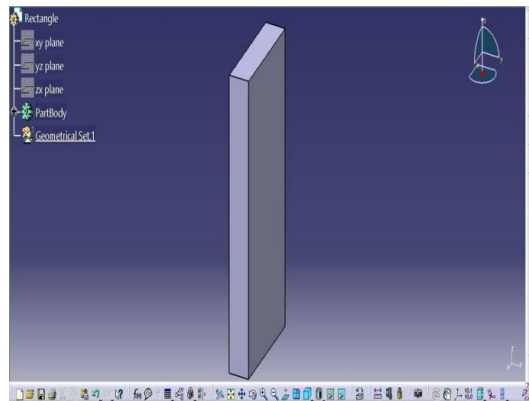 Rectangle
xy plane
yz plane
zx plane
PartBody
Geometrical Set.1